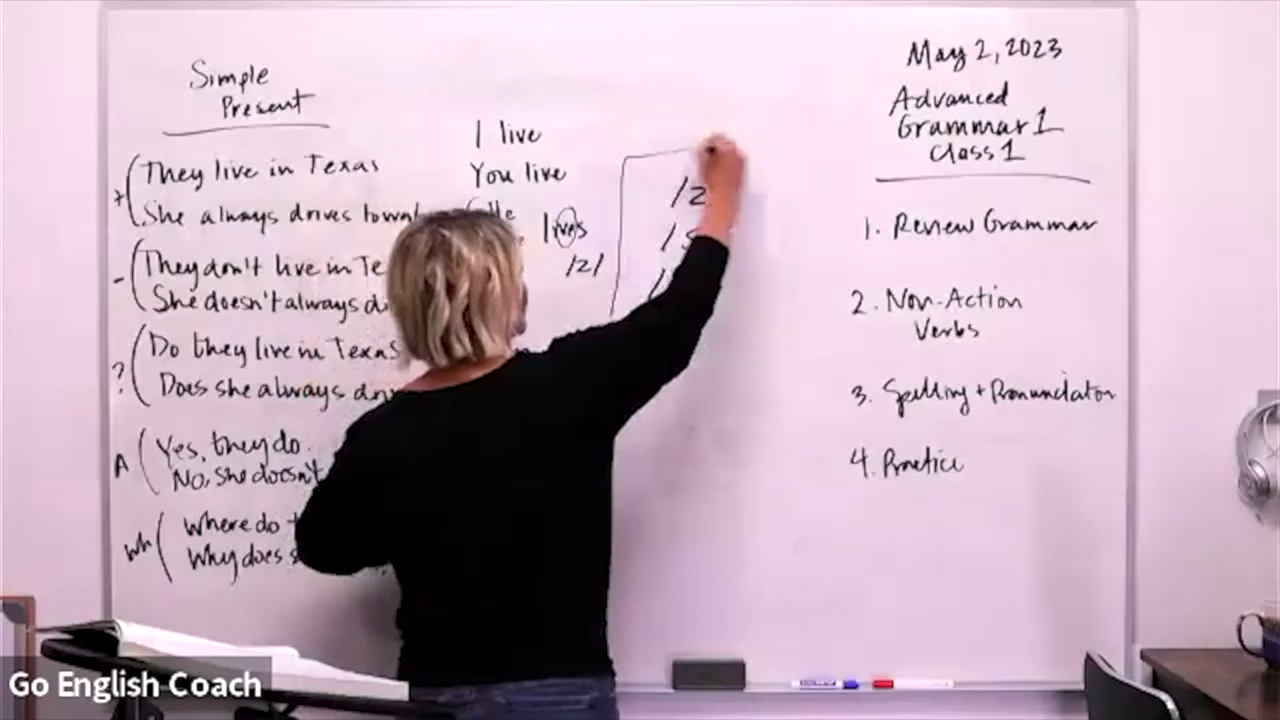 Simple
Present
+ They live in Texas
She always drives
- They don't live in Te
She doesn't always d
? Do they live in Texas
Does she always
A Yes, they do.
No, she doesn't
Wh Where do t
Why does s
I live
You live
He
lives
/z/
/z
/s
May 2, 2023
Advanced
Grammar 1
Class 1
1. Review Grammar
2. Non-Action
Verbs
3. Spelling + Pronunciation
4. Practice
Go English Coach